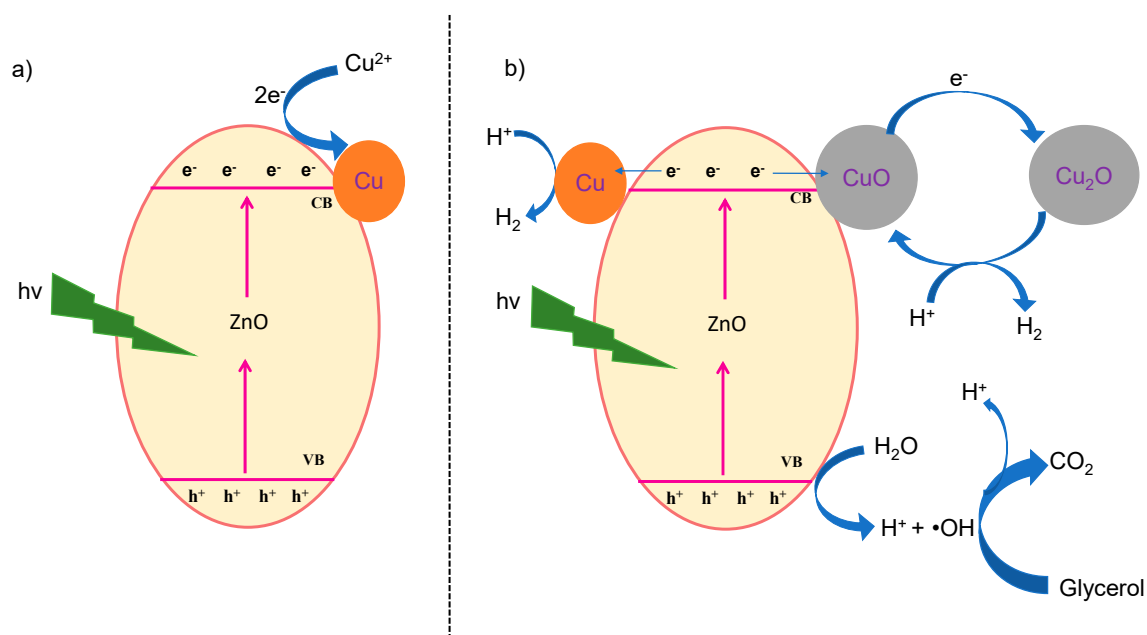 a)
Cu²⁺
2e⁻
e⁻ e⁻ e⁻ e⁻
Cu
CB
hv
ZnO
VB
h⁺ h⁺ h⁺ h⁺
b)
e⁻
H⁺
Cu
e⁻ e⁻ e⁻
CuO
Cu₂O
CB
H₂
hv
ZnO
H⁺
H₂
H⁺
VB
H₂O
CO₂
h⁺ h⁺ h⁺ h⁺
H⁺ + •OH
Glycerol